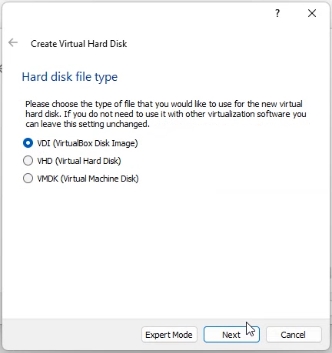 ?
Create Virtual Hard Disk
Hard disk file type
Please choose the type of file that you would like to use for the new virtual
hard disk. If you do not need to use it with other virtualization software you
can leave this setting unchanged.
VDI (VirtualBox Disk Image)
VHD (Virtual Hard Disk)
VMDK (Virtual Machine Disk)
Expert Mode
Next
Cancel